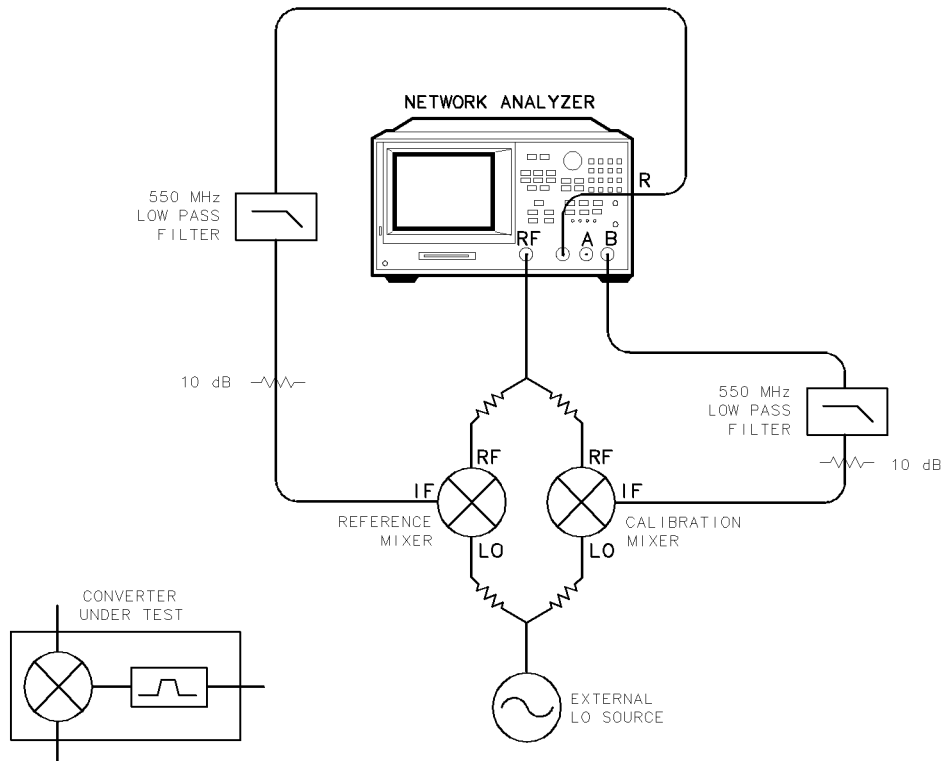 NETWORK ANALYZER
R
550 MHz
LOW PASS
FILTER
RF
A
B
10 dB
550 MHz
LOW PASS
FILTER
10 dB
RF
RF
IF
IF
REFERENCE
MIXER
CALIBRATION
MIXER
LO
LO
CONVERTER
UNDER TEST
EXTERNAL
LO SOURCE